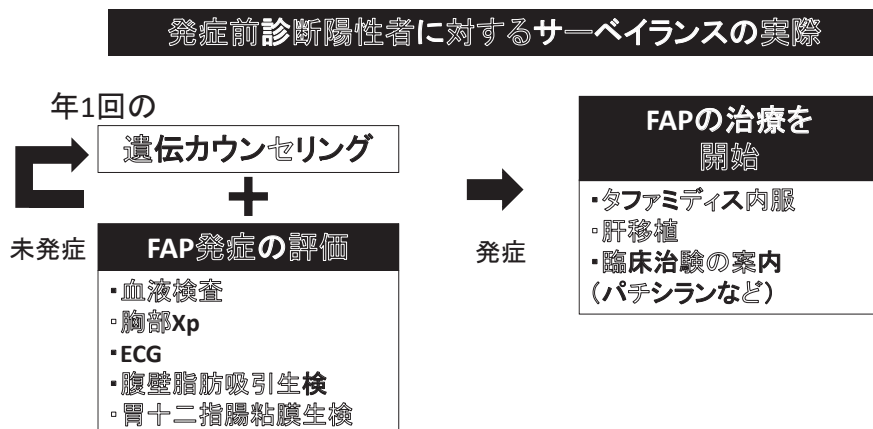 発症前診断陽性者に対するサーベイランスの実際
年1回の
遺伝カウンセリング
+
未発症
FAP発症の評価
▪血液検査
▫胸部Xp
▪ECG
▪腹壁脂肪吸引生検
▫胃十二指腸粘膜生検
発症
FAPの治療を
開始
▪タファミディス内服
▫肝移植
▪臨床治験の案内
(パチシランなど)